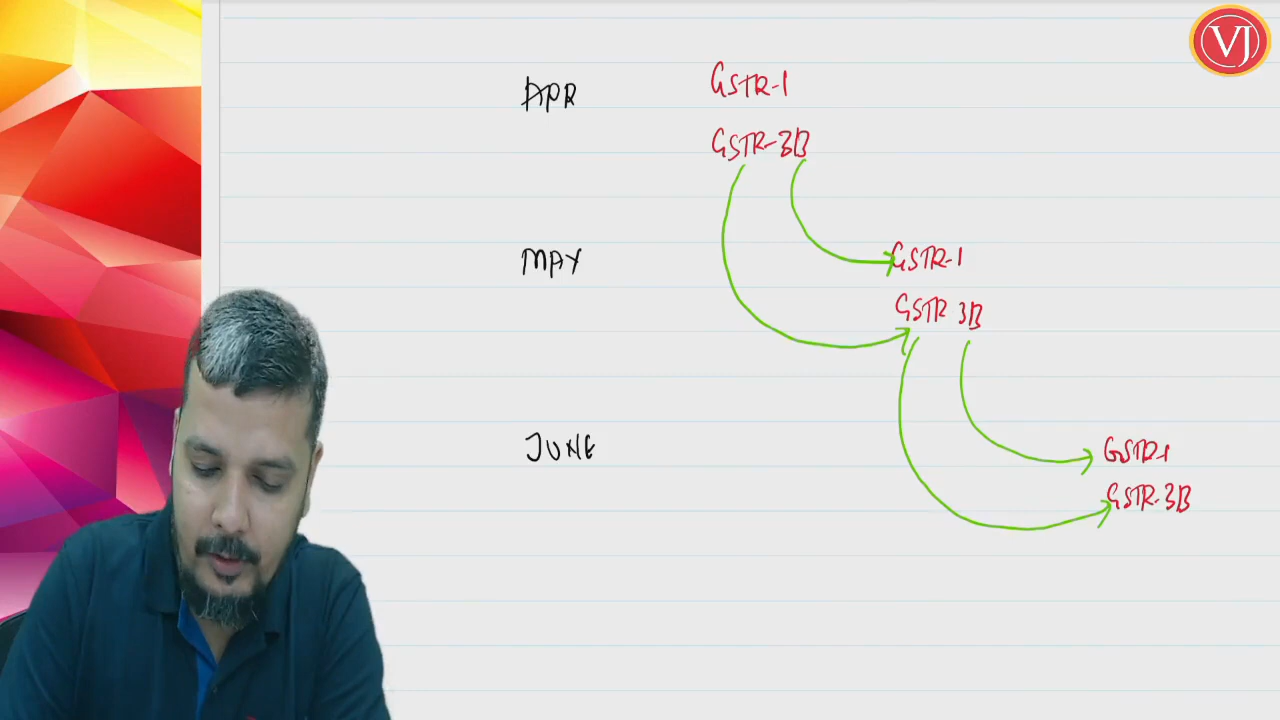 VJ
APR GSTR-1
GSTR-3B
MAY GSTR-1
GSTR 3B
JUNE GSTR-1
GSTR-3B